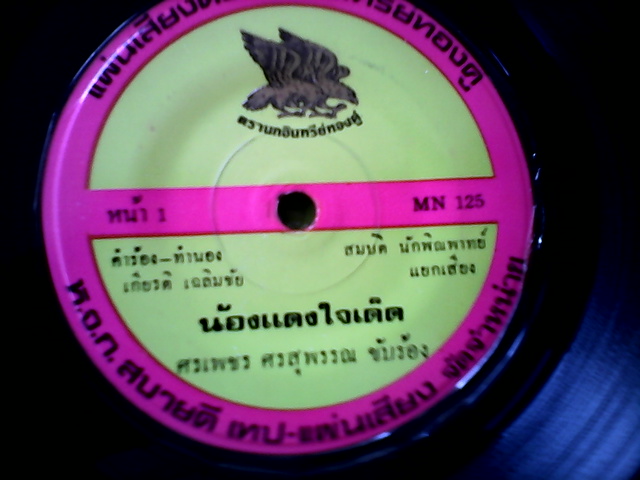 แผ่นเสียงต
ทรีย์ทองคู่
ตรานกอินทรีย์ทองคู่
หน้า 1
MN 125
คำร้อง-ทำนอง
เกียรติ เฉลิมชัย
สมบัติ นักพิณพาทย์
แยกเสียง
น้องแดงใจเด็ด
ศรเพชร ศรสุพรรณ ขับร้อง
ห.จ.ก. สบายดี เทป-แผ่นเสียง จัดจำหน่าย